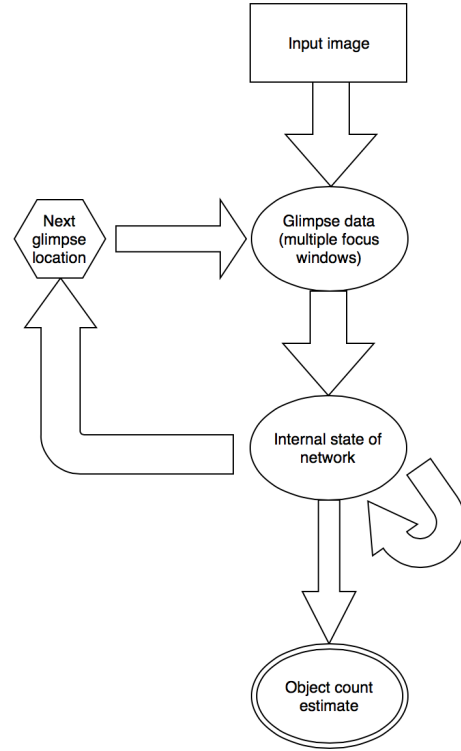 Input image
Next
glimpse
location
Glimpse data
(multiple focus
windows)
Internal state of
network
Object count
estimate